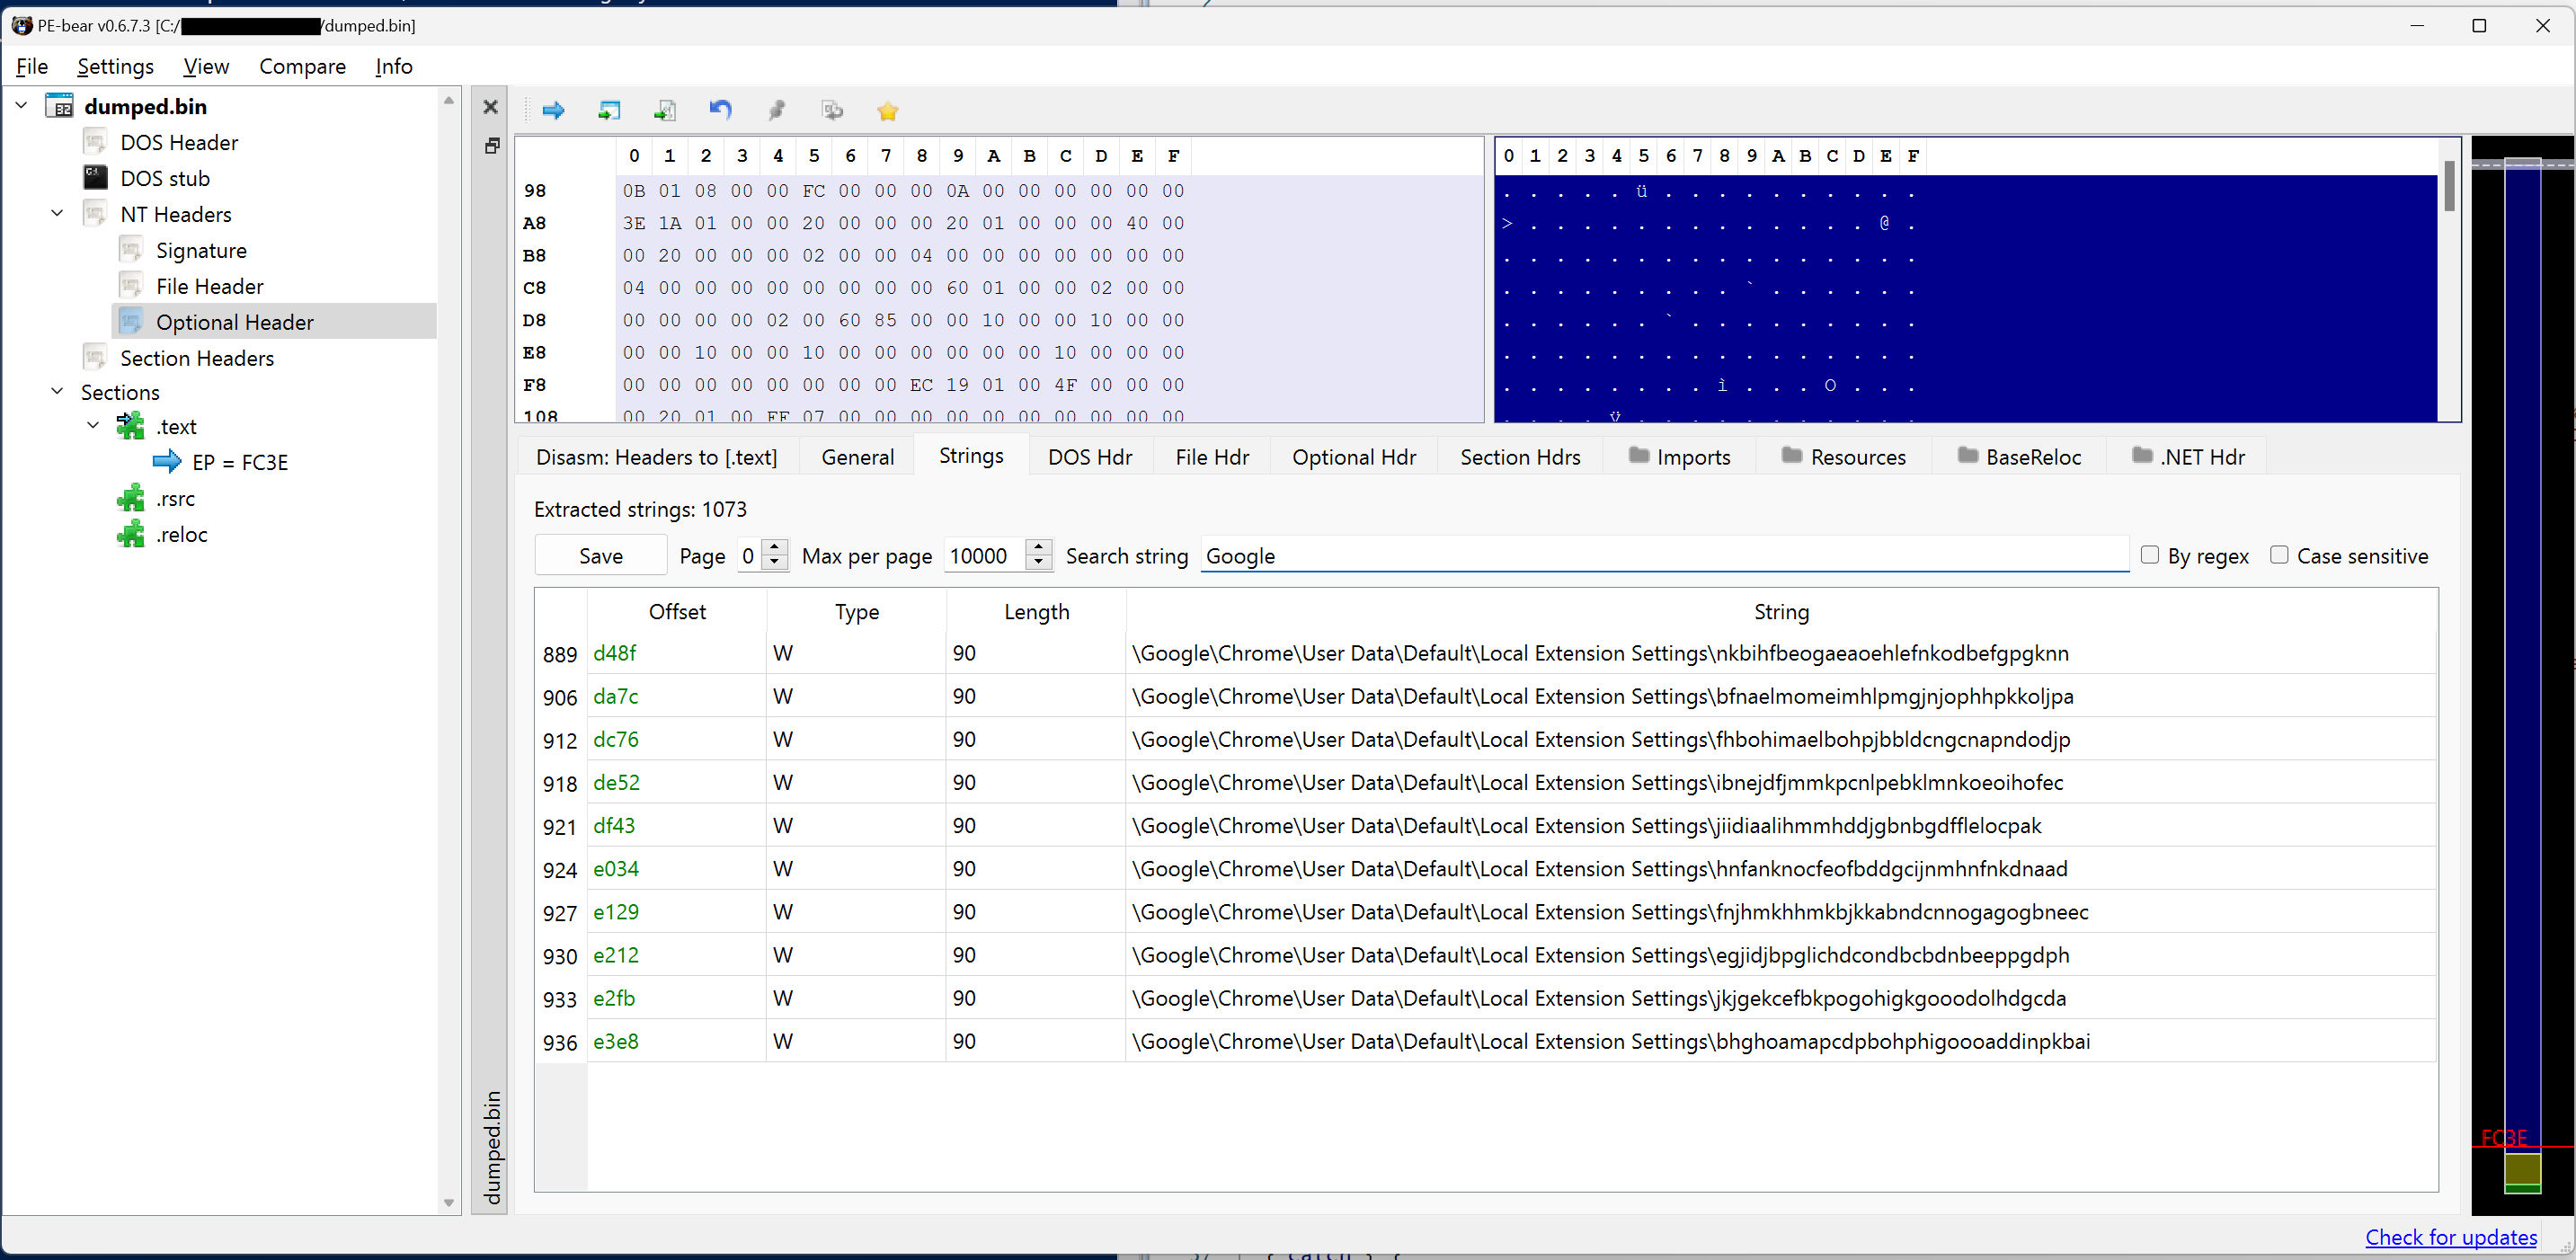 PE-bear v0.6.7.3 [C:/ /dumped.bin]
File Settings View Compare Info
dumped.bin
DOS Header
DOS stub
NT Headers
Signature
File Header
Optional Header
Section Headers
Sections
.text
EP = FC3E
.rsrc
.reloc
dumped.bin
0 1 2 3 4 5 6 7 8 9 A B C D E F
98 0B 01 08 00 00 FC 00 00 00 0A 00 00 00 00 00 00
A8 3E 1A 01 00 00 20 00 00 00 20 01 00 00 00 40 00
B8 00 20 00 00 00 02 00 00 04 00 00 00 00 00 00 00
C8 04 00 00 00 00 00 00 00 00 60 01 00 00 02 00 00
D8 00 00 00 00 02 00 60 85 00 00 10 00 00 10 00 00
E8 00 00 10 00 00 10 00 00 00 00 00 00 10 00 00 00
F8 00 00 00 00 00 00 00 00 EC 19 01 00 4F 00 00 00
108 00 20 01 00 FF 07 00 00 00 00 00 00 00 00 00 00
0 1 2 3 4 5 6 7 8 9 A B C D E F
. . . . . ü . . . . . . . . . .
> . . . . . . . . . . . . . @ .
. . . . . . . . . . . . . . . .
. . . . . . . . . ` . . . . . .
. . . . . . ` . . . . . . . . .
. . . . . . . . . . . . . . . .
. . . . . . . . ì . . . O . . .
. . . . ÿ . . . . . . . . . . .
Disasm: Headers to [.text] General Strings DOS Hdr File Hdr Optional Hdr Section Hdrs Imports Resources BaseReloc .NET Hdr
Extracted strings: 1073
Save Page 0 Max per page 10000 Search string Google By regex Case sensitive
Offset Type Length String
889 d48f W 90 \Google\Chrome\User Data\Default\Local Extension Settings\nkbihfbeogaeaoehlefnkodbefgpgknn
906 da7c W 90 \Google\Chrome\User Data\Default\Local Extension Settings\bfnaelmomeimhlpmgjnjophhpkkoljpa
912 dc76 W 90 \Google\Chrome\User Data\Default\Local Extension Settings\fhbohimaelbohpjbbldcngcnapndodjp
918 de52 W 90 \Google\Chrome\User Data\Default\Local Extension Settings\ibnejdfjmmkpcnlpebklmnkoeoihofec
921 df43 W 90 \Google\Chrome\User Data\Default\Local Extension Settings\jiidiaalihmmhddjgbnbgdfflelocpak
924 e034 W 90 \Google\Chrome\User Data\Default\Local Extension Settings\hnfanknocfeofbddgcijnmhnfnkdnaad
927 e129 W 90 \Google\Chrome\User Data\Default\Local Extension Settings\fnjhmkhhmkbjkkabndcnnogagogbneec
930 e212 W 90 \Google\Chrome\User Data\Default\Local Extension Settings\egjidjbpglichdcondbcbdnbeeppgdph
933 e2fb W 90 \Google\Chrome\User Data\Default\Local Extension Settings\jkjgekcefbkpogohigkgooodolhdgcda
936 e3e8 W 90 \Google\Chrome\User Data\Default\Local Extension Settings\bhghoamapcdpbohphigoooaddinpkbai
FC3E
Check for updates